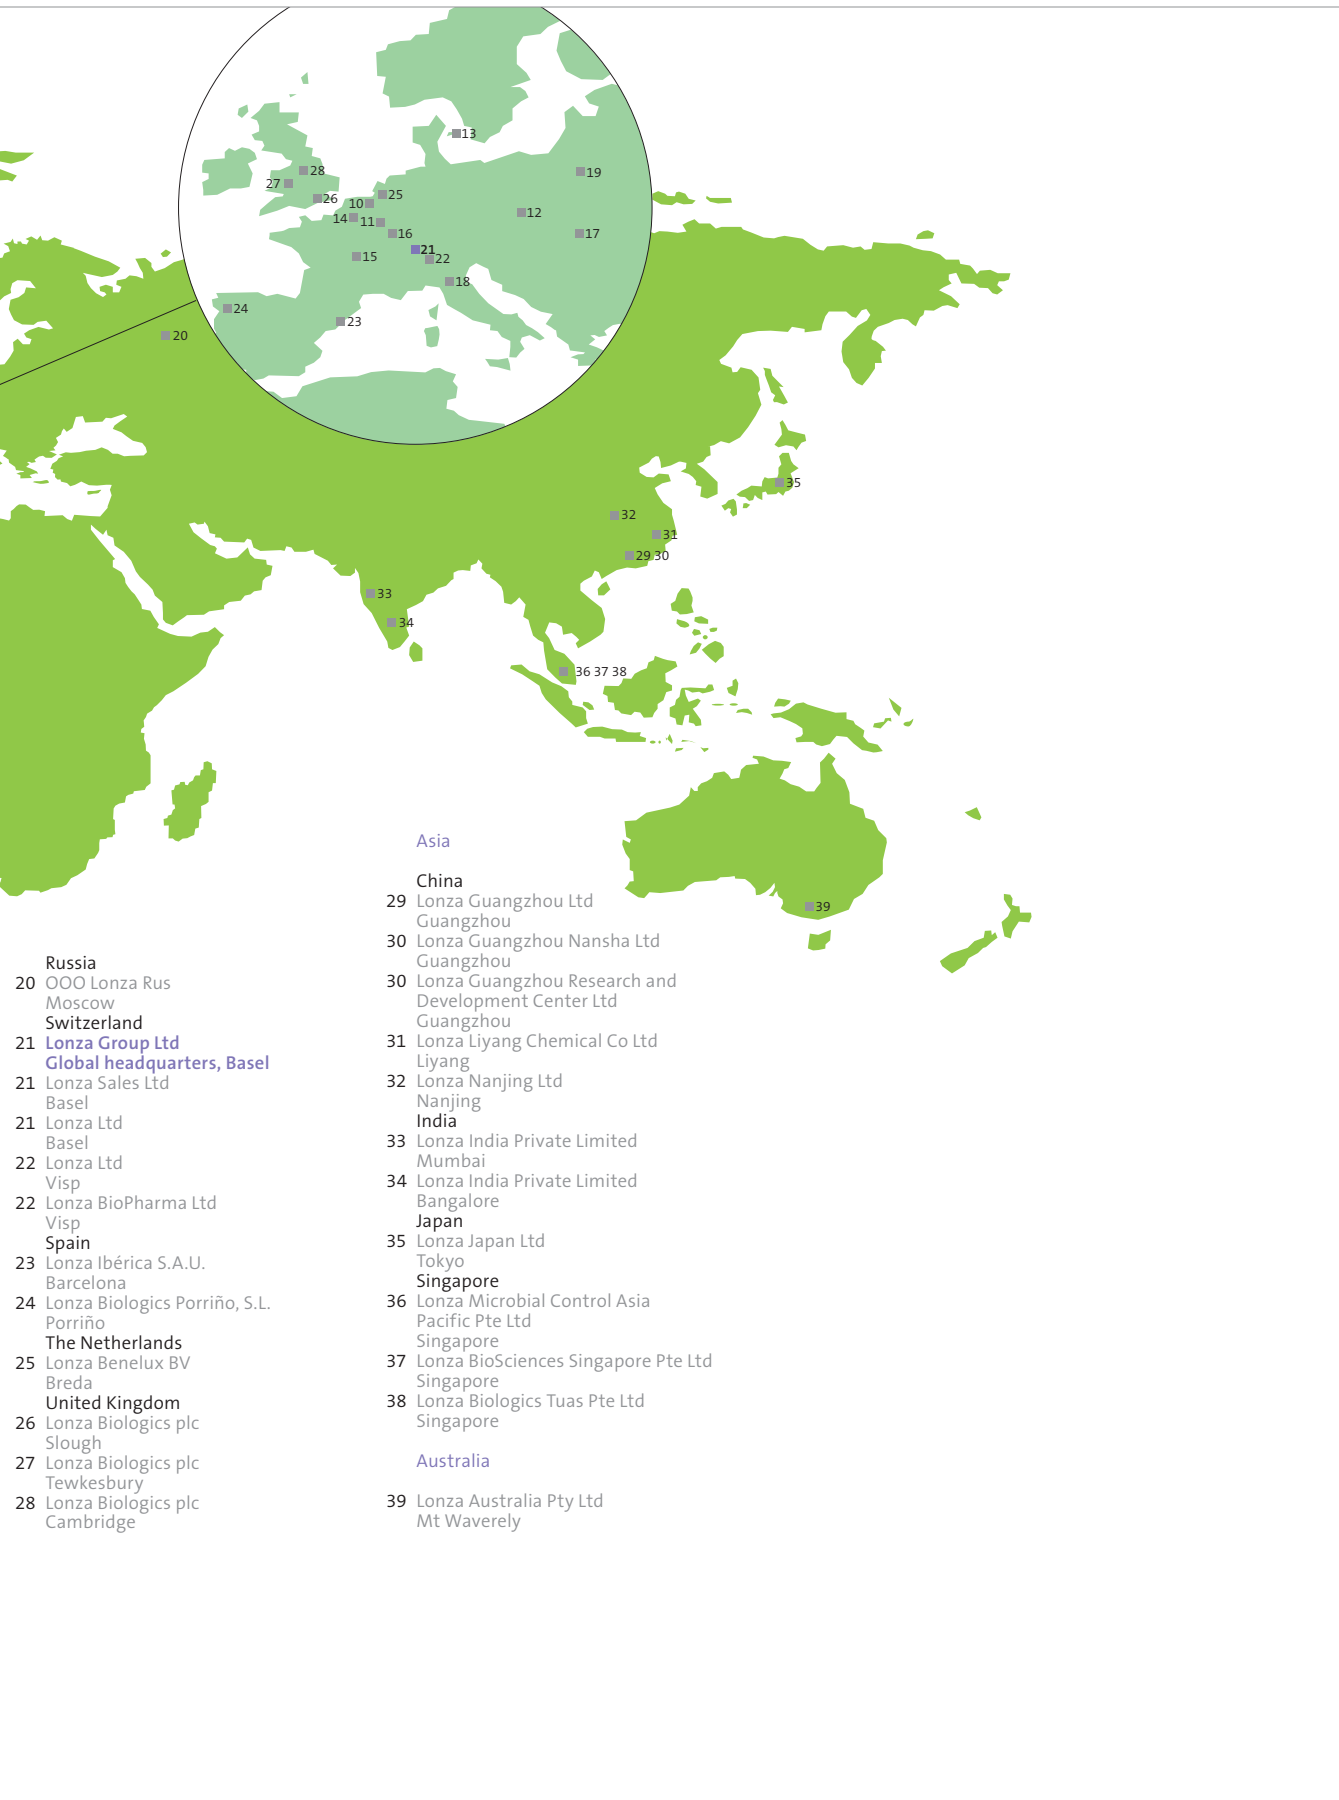 13
28
19
27
26
25
10
14
11
12
16
17
21
22
15
18
24
23
20
35
32
31
29 30
33
34
36 37 38
39
Russia
20 OOO Lonza Rus
Moscow
Switzerland
21 Lonza Group Ltd
Global headquarters, Basel
21 Lonza Sales Ltd
Basel
21 Lonza Ltd
Basel
22 Lonza Ltd
Visp
22 Lonza BioPharma Ltd
Visp
Spain
23 Lonza Ibérica S.A.U.
Barcelona
24 Lonza Biologics Porriño, S.L.
Porriño
The Netherlands
25 Lonza Benelux BV
Breda
United Kingdom
26 Lonza Biologics plc
Slough
27 Lonza Biologics plc
Tewkesbury
28 Lonza Biologics plc
Cambridge
Asia
China
29 Lonza Guangzhou Ltd
Guangzhou
30 Lonza Guangzhou Nansha Ltd
Guangzhou
30 Lonza Guangzhou Research and
Development Center Ltd
Guangzhou
31 Lonza Liyang Chemical Co Ltd
Liyang
32 Lonza Nanjing Ltd
Nanjing
India
33 Lonza India Private Limited
Mumbai
34 Lonza India Private Limited
Bangalore
Japan
35 Lonza Japan Ltd
Tokyo
Singapore
36 Lonza Microbial Control Asia
Pacific Pte Ltd
Singapore
37 Lonza BioSciences Singapore Pte Ltd
Singapore
38 Lonza Biologics Tuas Pte Ltd
Singapore
Australia
39 Lonza Australia Pty Ltd
Mt Waverely